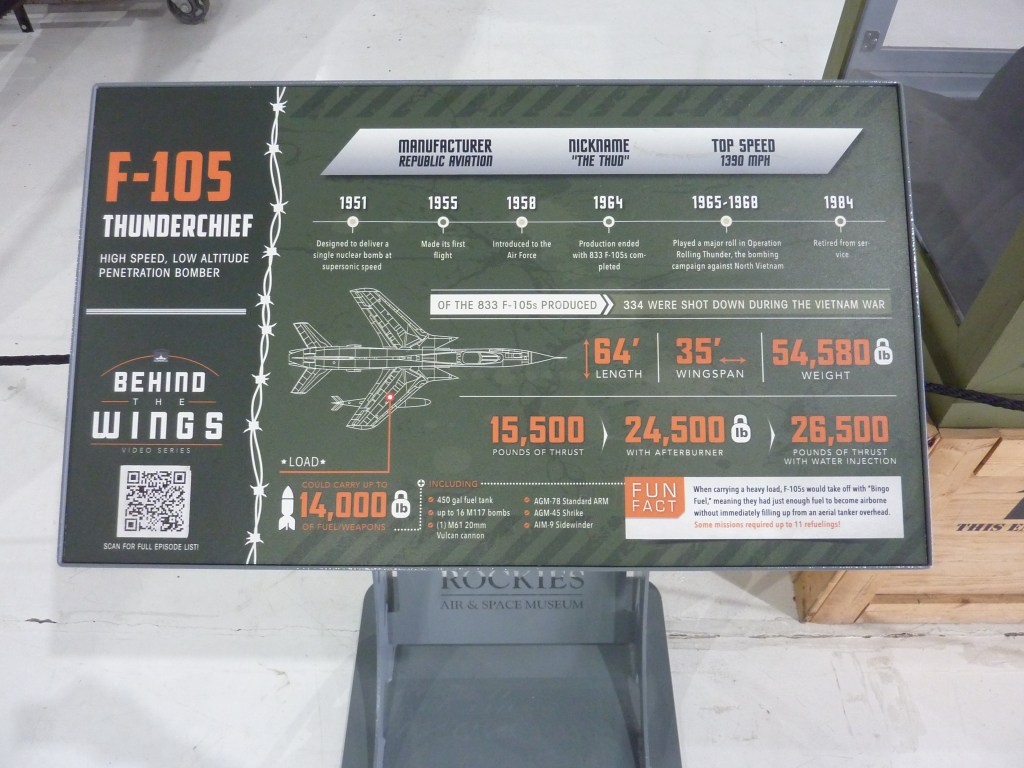 F-105
THUNDERCHIEF
HIGH SPEED, LOW ALTITUDE
PENETRATION BOMBER
BEHIND
THE
WINGS
VIDEO SERIES
SCAN FOR FULL EPISODE LIST!
MANUFACTURER
REPUBLIC AVIATION
NICKNAME
"THE THUD"
TOP SPEED
1390 MPH
1951
Designed to deliver a
single nuclear bomb at
supersonic speed
1955
Made its first
flight
1958
Introduced to the
Air Force
1964
Production ended
with 833 F-105s com-
pleted
1965-1968
Played a major roll in Operation
Rolling Thunder, the bombing
campaign against North Vietnam
1984
Retired from ser-
vice
OF THE 833 F-105s PRODUCED
334 WERE SHOT DOWN DURING THE VIETNAM WAR
64'
LENGTH
35'
WINGSPAN
54,580 lb
WEIGHT
15,500
POUNDS OF THRUST
24,500 lb
WITH AFTERBURNER
26,500
POUNDS OF THRUST
WITH WATER INJECTION
★LOAD★
COULD CARRY UP TO
14,000 lb
OF FUEL/WEAPONS
INCLUDING
450 gal fuel tank
up to 16 M117 bombs
(1) M61 20mm
Vulcan cannon
AGM-78 Standard ARM
AGM-45 Shrike
AIM-9 Sidewinder
FUN
FACT
When carrying a heavy load, F-105s would take off with "Bingo
Fuel," meaning they had just enough fuel to become airborne
without immediately filling up from an aerial tanker overhead.
Some missions required up to 11 refuelings!
ROCKIES
AIR & SPACE MUSEUM
THIS EN